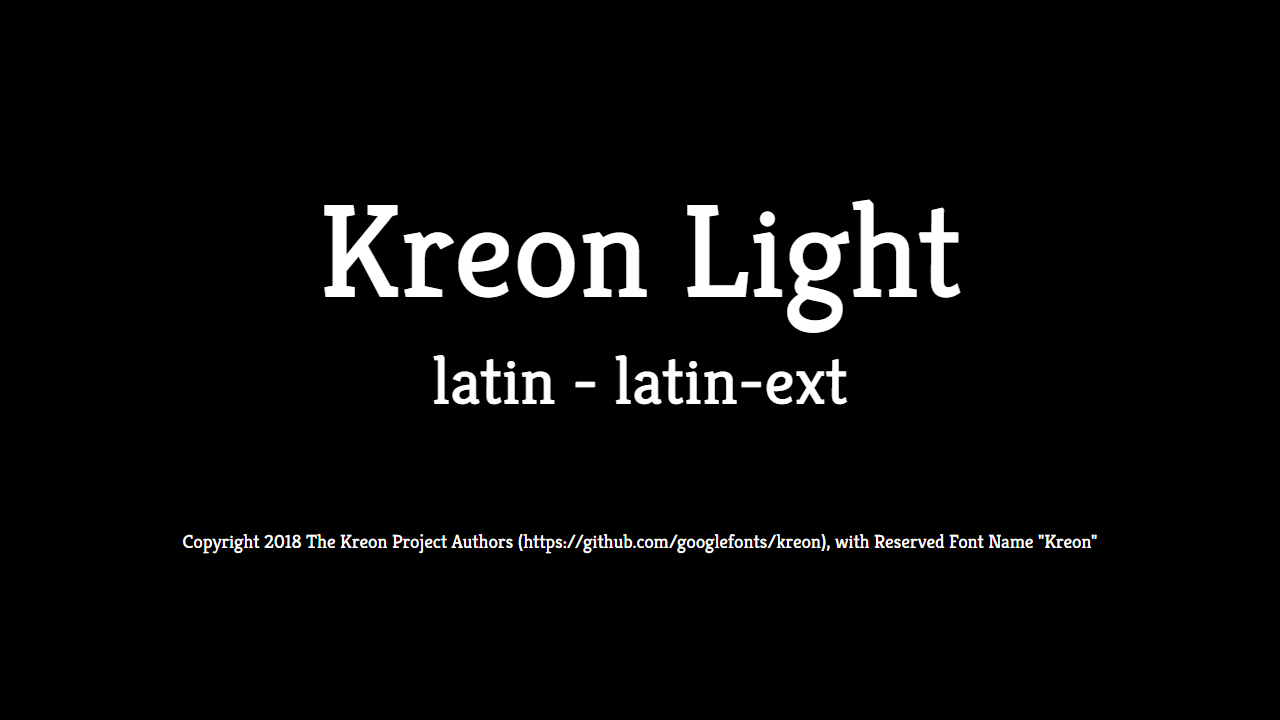 Kreon Light
latin - latin-ext
Copyright 2018 The Kreon Project Authors (https://github.com/googlefonts/kreon), with Reserved Font Name "Kreon"